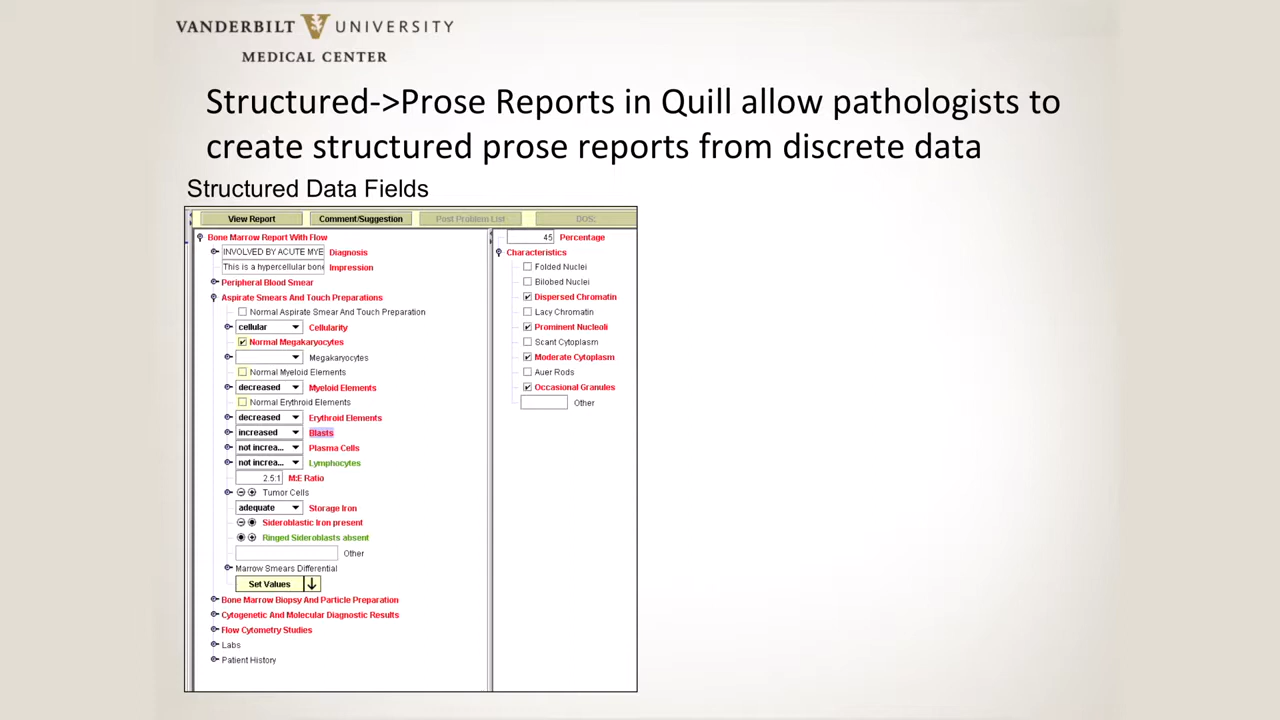 VANDERBILT UNIVERSITY
MEDICAL CENTER
Structured->Prose Reports in Quill allow pathologists to
create structured prose reports from discrete data
Structured Data Fields
View Report Comment/Suggestion Post Problem List DOS:
Bone Marrow Report With Flow
INVOLVED BY ACUTE MYE Diagnosis
This is a hypercellular bone Impression
Peripheral Blood Smear
Aspirate Smears And Touch Preparations
Normal Aspirate Smear And Touch Preparation
cellular Cellularity
Normal Megakaryocytes
Megakaryocytes
Normal Myeloid Elements
decreased Myeloid Elements
Normal Erythroid Elements
decreased Erythroid Elements
increased Blasts
not increa... Plasma Cells
not increa... Lymphocytes
2.5:1 M:E Ratio
Tumor Cells
adequate Storage Iron
Sideroblastic Iron present
Ringed Sideroblasts absent
Other
Marrow Smears Differential
Set Values
Bone Marrow Biopsy And Particle Preparation
Cytogenetic And Molecular Diagnostic Results
Flow Cytometry Studies
Labs
Patient History
45 Percentage
Characteristics
Folded Nuclei
Bilobed Nuclei
Dispersed Chromatin
Lacy Chromatin
Prominent Nucleoli
Scant Cytoplasm
Moderate Cytoplasm
Auer Rods
Occasional Granules
Other